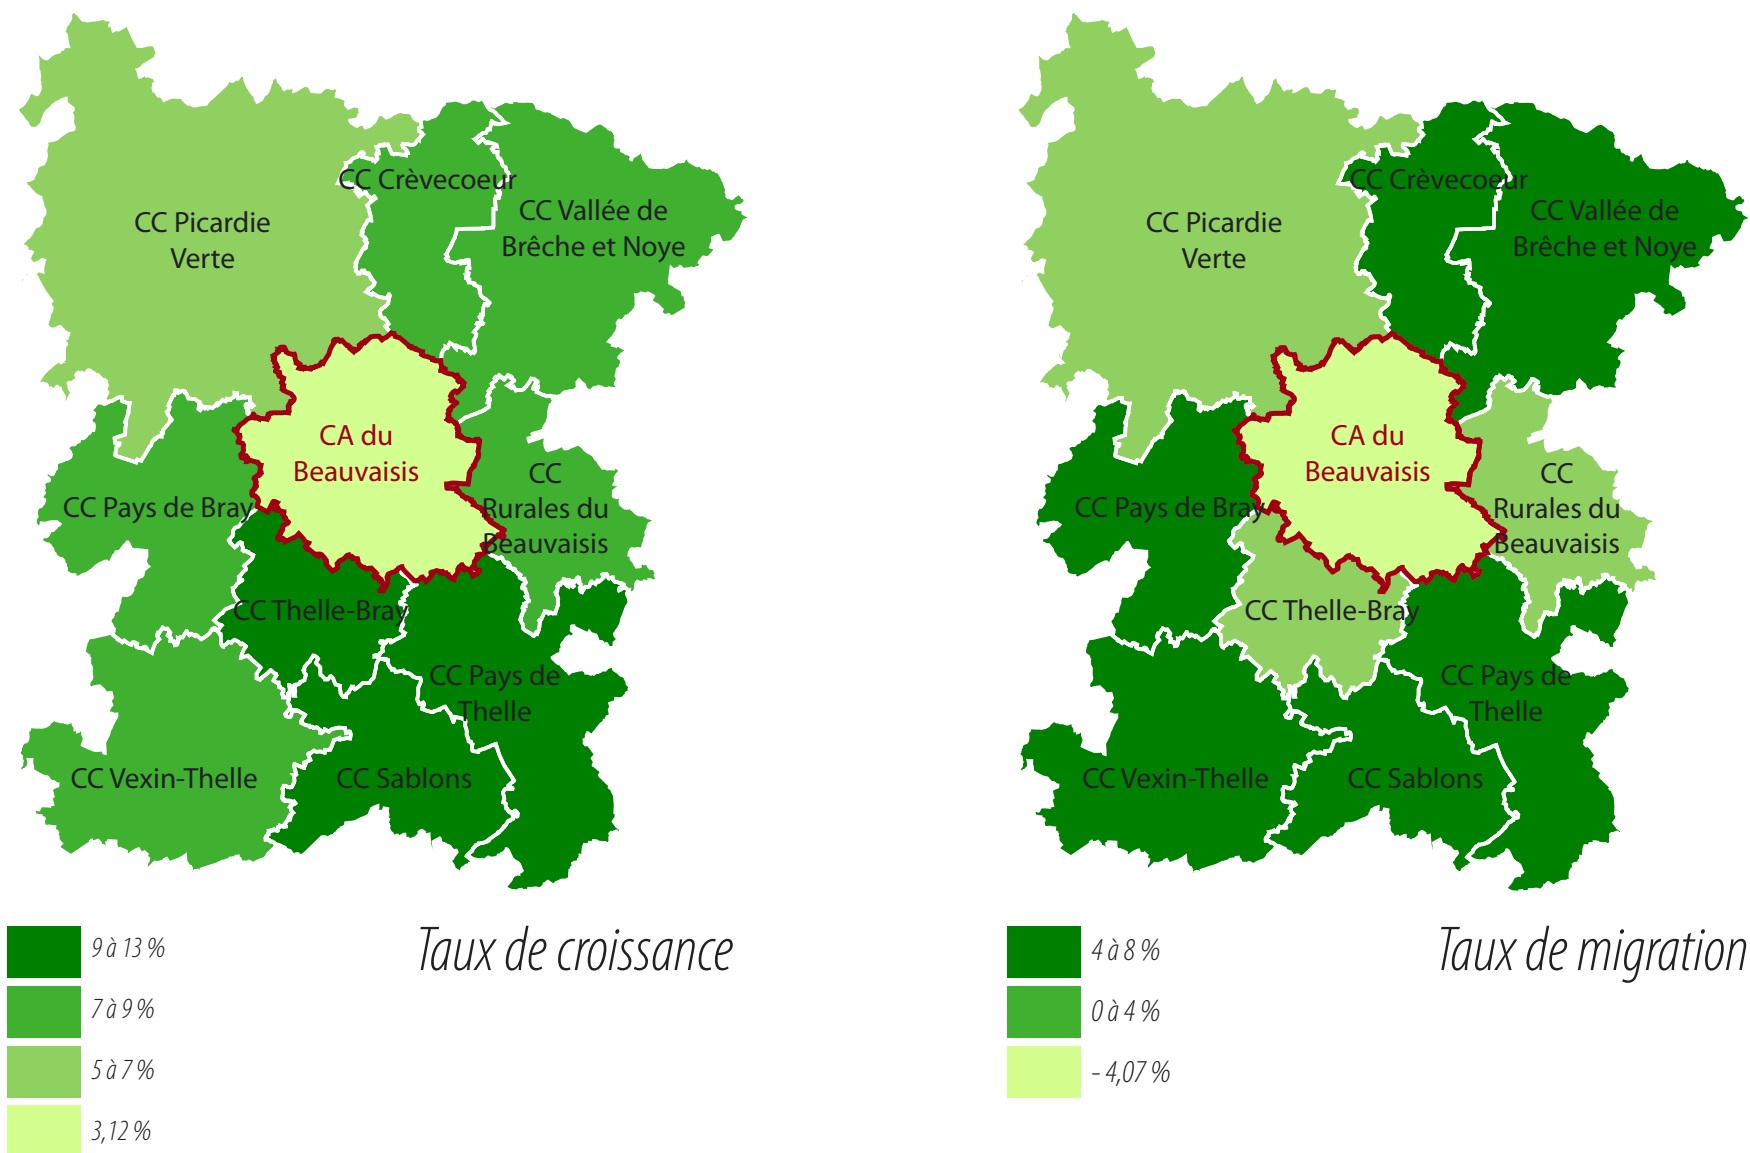 CC Crèvecoeur
CC Picardie
Verte
CC Vallée de
Brêche et Noye
CA du
Beauvaisis
CC Pays de Bray
CC
Rurales du
Beauvaisis
CC Thelle-Bray
CC Pays de
Thelle
CC Vexin-Thelle
CC Sablons
Taux de croissance
9 à 13 %
7 à 9 %
5 à 7 %
3,12 %
CC Crèvecoeur
CC Picardie
Verte
CC Vallée de
Brêche et Noye
CA du
Beauvaisis
CC Pays de Bray
CC
Rurales du
Beauvaisis
CC Thelle-Bray
CC Pays de
Thelle
CC Vexin-Thelle
CC Sablons
Taux de migration
4 à 8 %
0 à 4 %
- 4,07 %